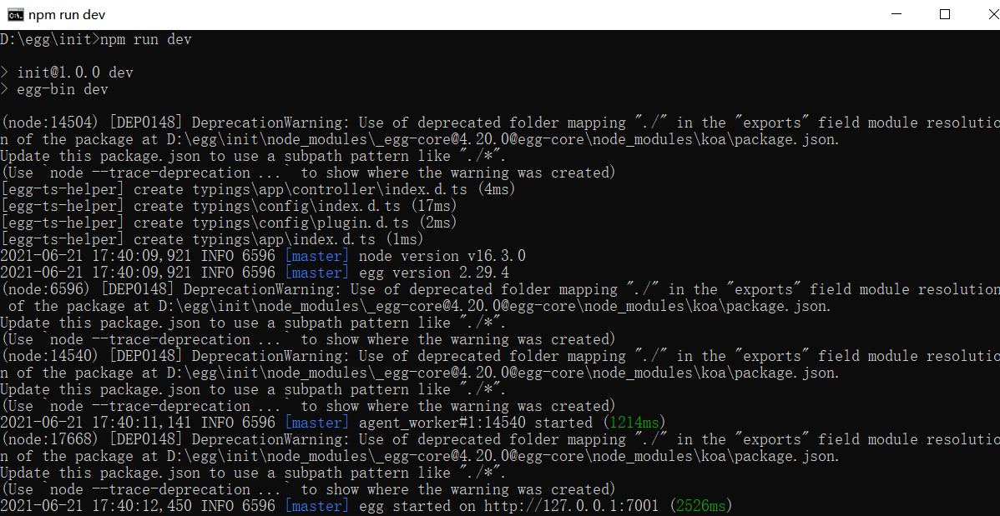 npm run dev
D:\egg\init>npm run dev
> init@1.0.0 dev
> egg-bin dev
(node:14504) [DEP0148] DeprecationWarning: Use of deprecated folder mapping "./" in the "exports" field module resolutio
n of the package at D:\egg\init\node_modules\_egg-core@4.20.0@egg-core\node_modules\koa\package.json.
Update this package.json to use a subpath pattern like "./*".
(Use `node --trace-deprecation ...` to show where the warning was created)
[egg-ts-helper] create typings\app\controller\index.d.ts (4ms)
[egg-ts-helper] create typings\config\index.d.ts (17ms)
[egg-ts-helper] create typings\config\plugin.d.ts (2ms)
[egg-ts-helper] create typings\app\index.d.ts (1ms)
2021-06-21 17:40:09,921 INFO 6596 [master] node version v16.3.0
2021-06-21 17:40:09,921 INFO 6596 [master] egg version 2.29.4
(node:6596) [DEP0148] DeprecationWarning: Use of deprecated folder mapping "./" in the "exports" field module resolution
 of the package at D:\egg\init\node_modules\_egg-core@4.20.0@egg-core\node_modules\koa\package.json.
Update this package.json to use a subpath pattern like "./*".
(Use `node --trace-deprecation ...` to show where the warning was created)
(node:14540) [DEP0148] DeprecationWarning: Use of deprecated folder mapping "./" in the "exports" field module resolutio
n of the package at D:\egg\init\node_modules\_egg-core@4.20.0@egg-core\node_modules\koa\package.json.
Update this package.json to use a subpath pattern like "./*".
(Use `node --trace-deprecation ...` to show where the warning was created)
2021-06-21 17:40:11,141 INFO 6596 [master] agent_worker#1:14540 started (1214ms)
(node:17668) [DEP0148] DeprecationWarning: Use of deprecated folder mapping "./" in the "exports" field module resolutio
n of the package at D:\egg\init\node_modules\_egg-core@4.20.0@egg-core\node_modules\koa\package.json.
Update this package.json to use a subpath pattern like "./*".
(Use `node --trace-deprecation ...` to show where the warning was created)
2021-06-21 17:40:12,450 INFO 6596 [master] egg started on http://127.0.0.1:7001 (2526ms)